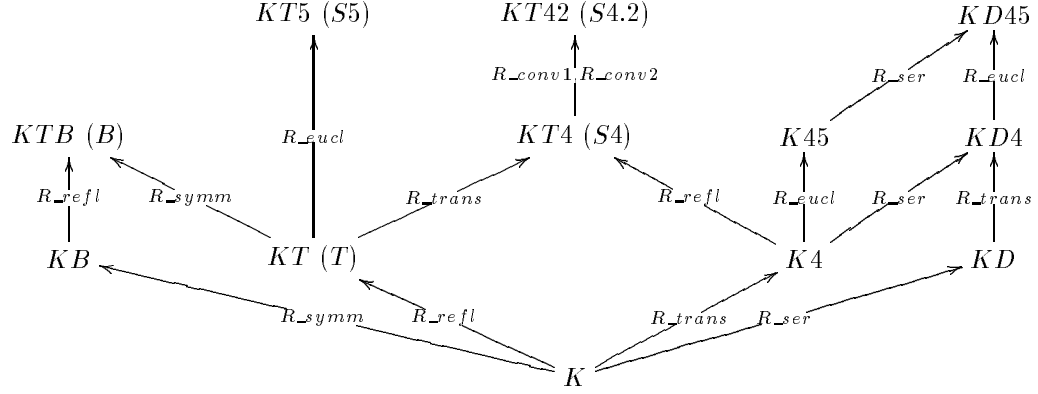 KT5 (S5) KT42 (S4.2) KD45
R_conv1 R_conv2 R_ser R_eucl
KTB (B) R_eucl KT4 (S4) K45 KD4
R_refl R_symm R_trans R_refl R_eucl R_ser R_trans
KB KT (T) K4 KD
R_symm R_refl R_trans R_ser
K